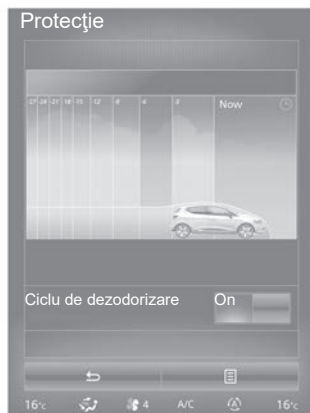 Protecţie
-27 -24 -21 -18 -15 -12 -9 -6 -3 Now
Ciclu de dezodorizare On
4 A/C
16°C 16°C